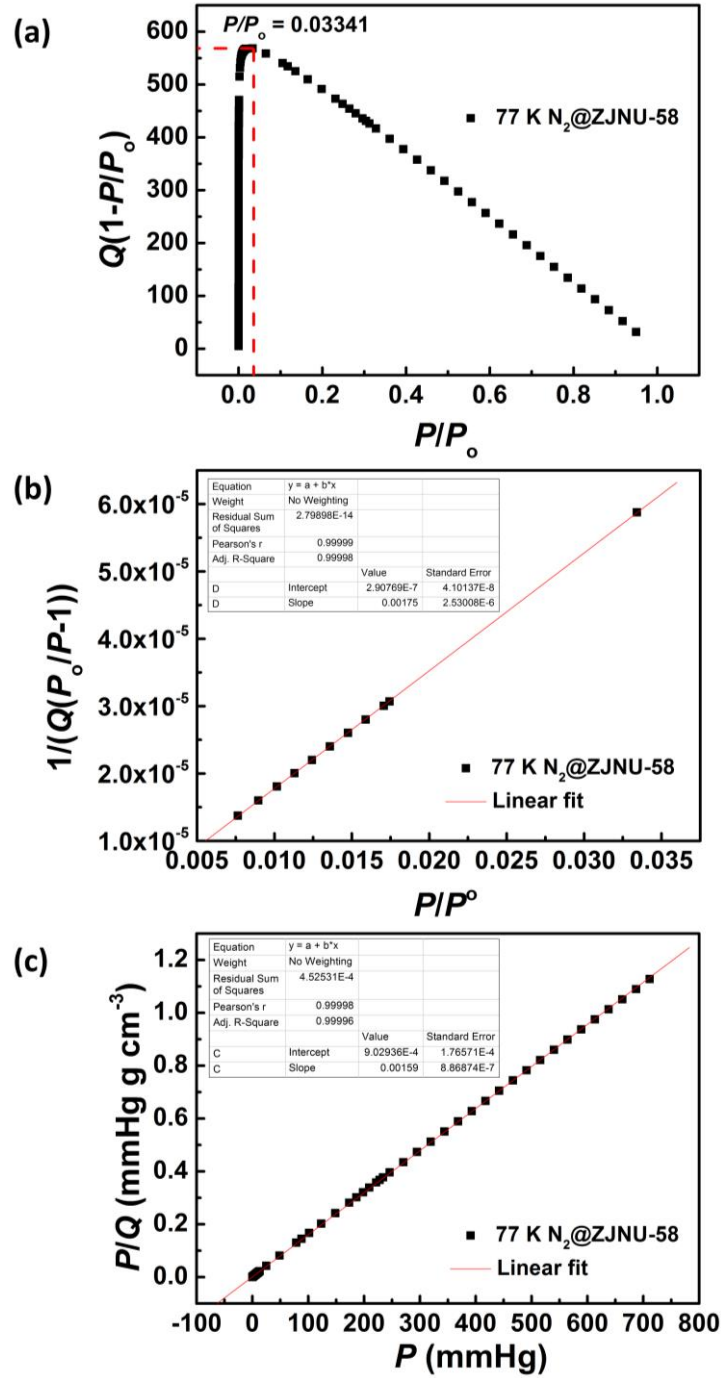 (a)
P/Po = 0.03341
600
500
400
300
200
100
0
Q(1-P/Po)
77 K N2@ZJNU-58
0.0 0.2 0.4 0.6 0.8 1.0
P/Po
(b)
6.0x10-5
5.0x10-5
4.0x10-5
3.0x10-5
2.0x10-5
1.0x10-5
1/(Q(Po/P-1))
Equation y = a + b*x
Weight No Weighting
Residual Sum of Squares 2.79898E-14
Pearson's r 0.99999
Adj. R-Square 0.99998
Value Standard Error
D Intercept 2.90769E-7 4.10137E-8
D Slope 0.00175 2.53008E-6
77 K N2@ZJNU-58
Linear fit
0.005 0.010 0.015 0.020 0.025 0.030 0.035
P/Po
(c)
1.2
1.0
0.8
0.6
0.4
0.2
0.0
P/Q (mmHg g cm-3)
Equation y = a + b*x
Weight No Weighting
Residual Sum of Squares 4.52531E-4
Pearson's r 0.99998
Adj. R-Square 0.99996
Value Standard Error
C Intercept 9.02936E-4 1.76571E-4
C Slope 0.00159 8.86874E-7
77 K N2@ZJNU-58
Linear fit
-100 0 100 200 300 400 500 600 700 800
P (mmHg)